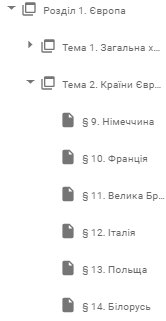 Розділ 1. Європа
Тема 1. Загальна х...
Тема 2. Країни Євр...
§ 9. Німеччина
§ 10. Франція
§ 11. Велика Бр...
§ 12. Італія
§ 13. Польща
§ 14. Білорусь